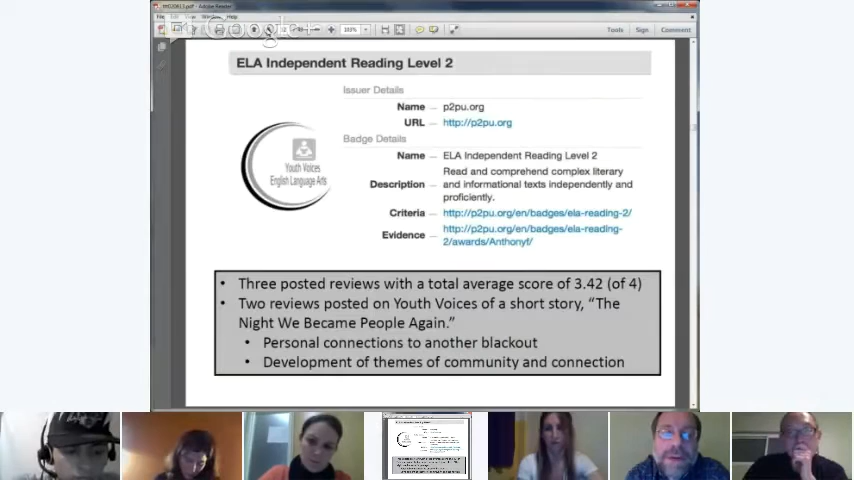 Adobe Reader
Window Help
Google+
Tools Sign Comment
ELA Independent Reading Level 2
Issuer Details
Name — p2pu.org
URL — http://p2pu.org
Badge Details
Name — ELA Independent Reading Level 2
Description — Read and comprehend complex literary
and informational texts independently and
proficiently.
Criteria — http://p2pu.org/en/badges/ela-reading-2/
Evidence — http://p2pu.org/en/badges/ela-reading-
2/awards/Anthonyf/
Youth Voices
English Language Arts
• Three posted reviews with a total average score of 3.42 (of 4)
• Two reviews posted on Youth Voices of a short story, “The
Night We Became People Again.”
• Personal connections to another blackout
• Development of themes of community and connection